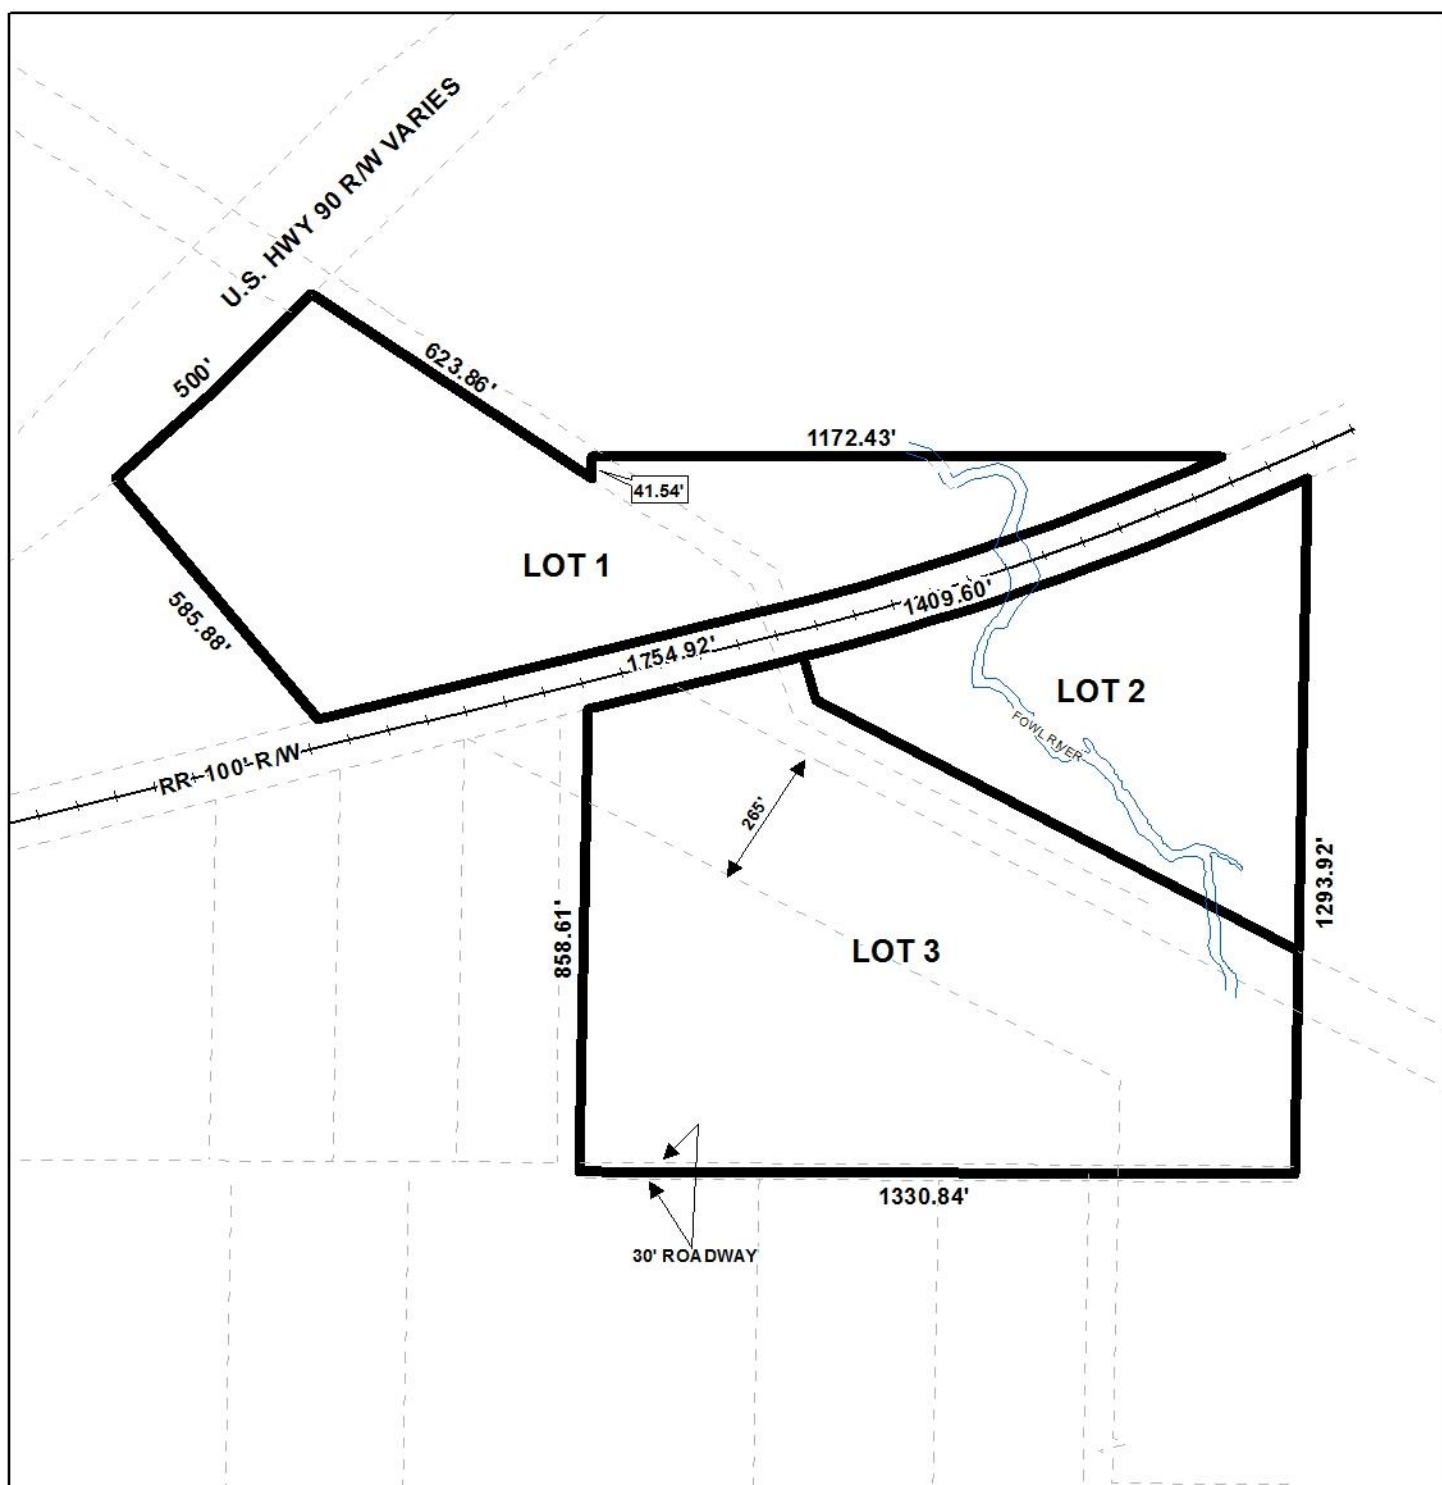 U.S. HWY 90 R/W VARIES
500'
623.86'
1172.43'
41.54'
LOT 1
585.88'
1409.60'
1754.92'
LOT 2
FOWL RIVER
RR 100' R/W
265'
1293.92'
858.61'
LOT 3
1330.84'
30' ROADWAY